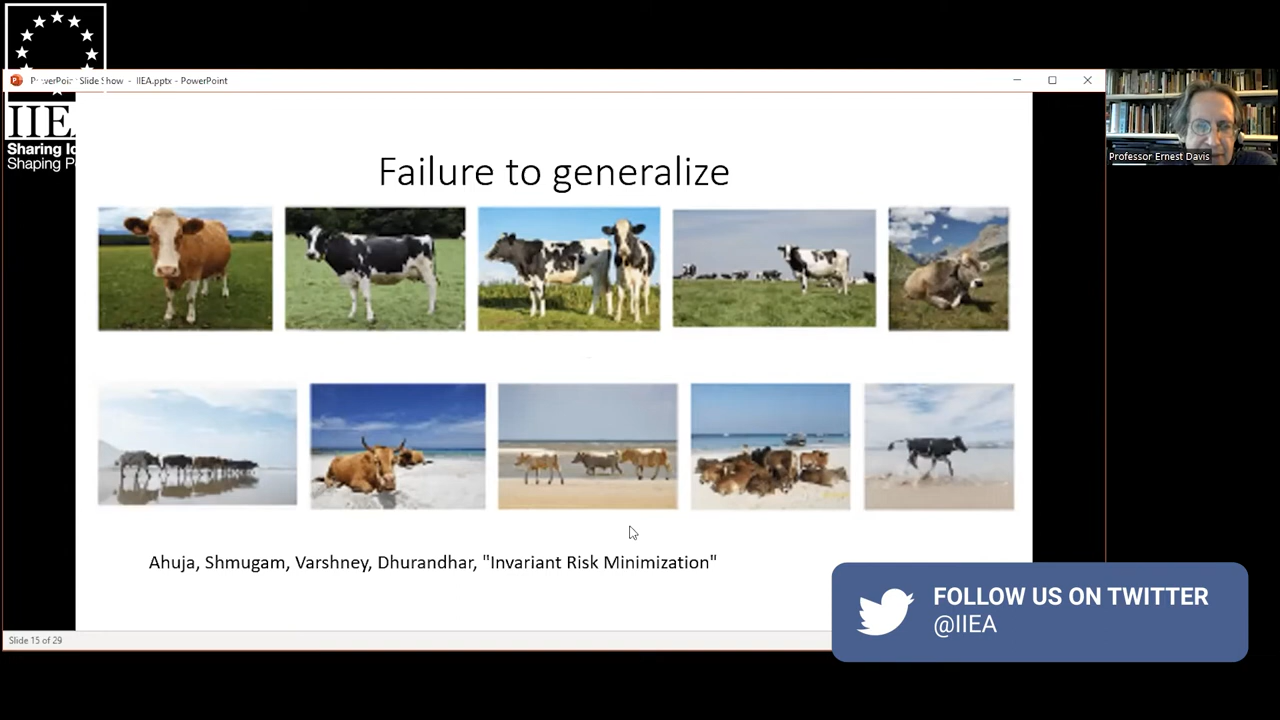 PowerPoint Slide Show - IIEA.pptx - PowerPoint
IIEA
Sharing Id
Shaping P
Professor Ernest Davis
Failure to generalize
Ahuja, Shmugam, Varshney, Dhurandhar, "Invariant Risk Minimization"
FOLLOW US ON TWITTER
@IIEA
Slide 15 of 29